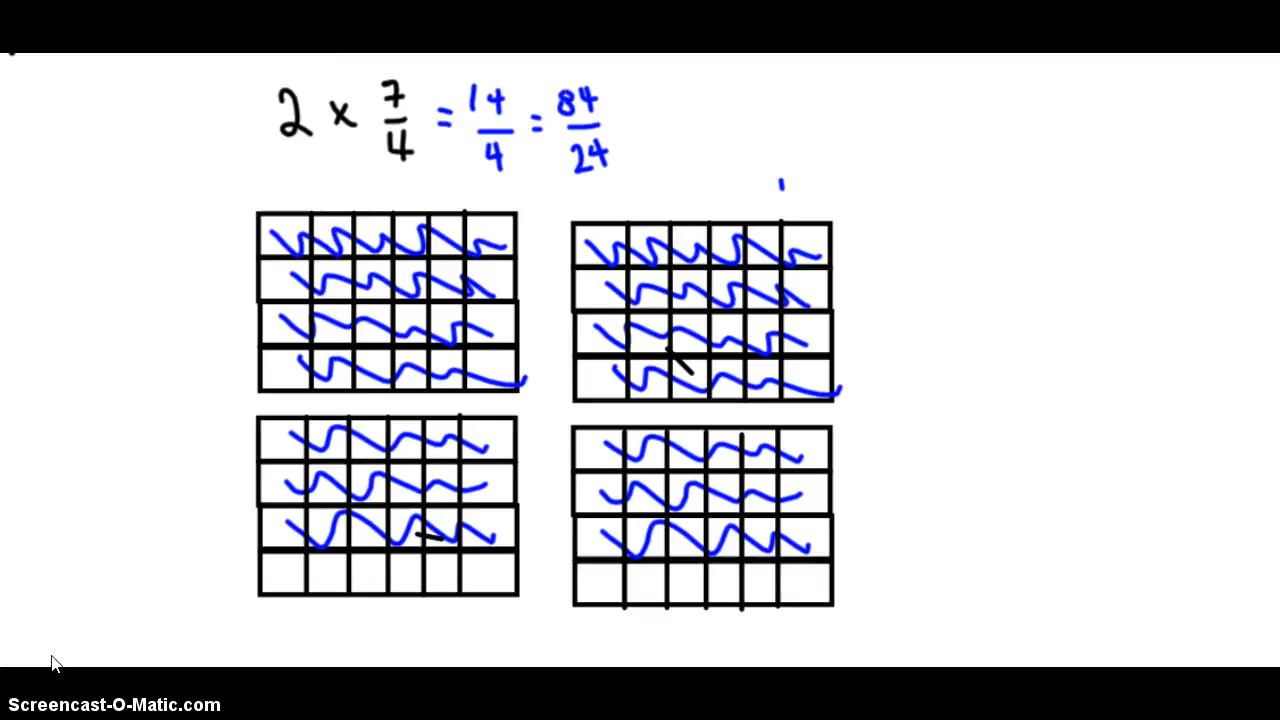 2 x 7/4 = 14/4 = 84/24
Screencast-O-Matic.com